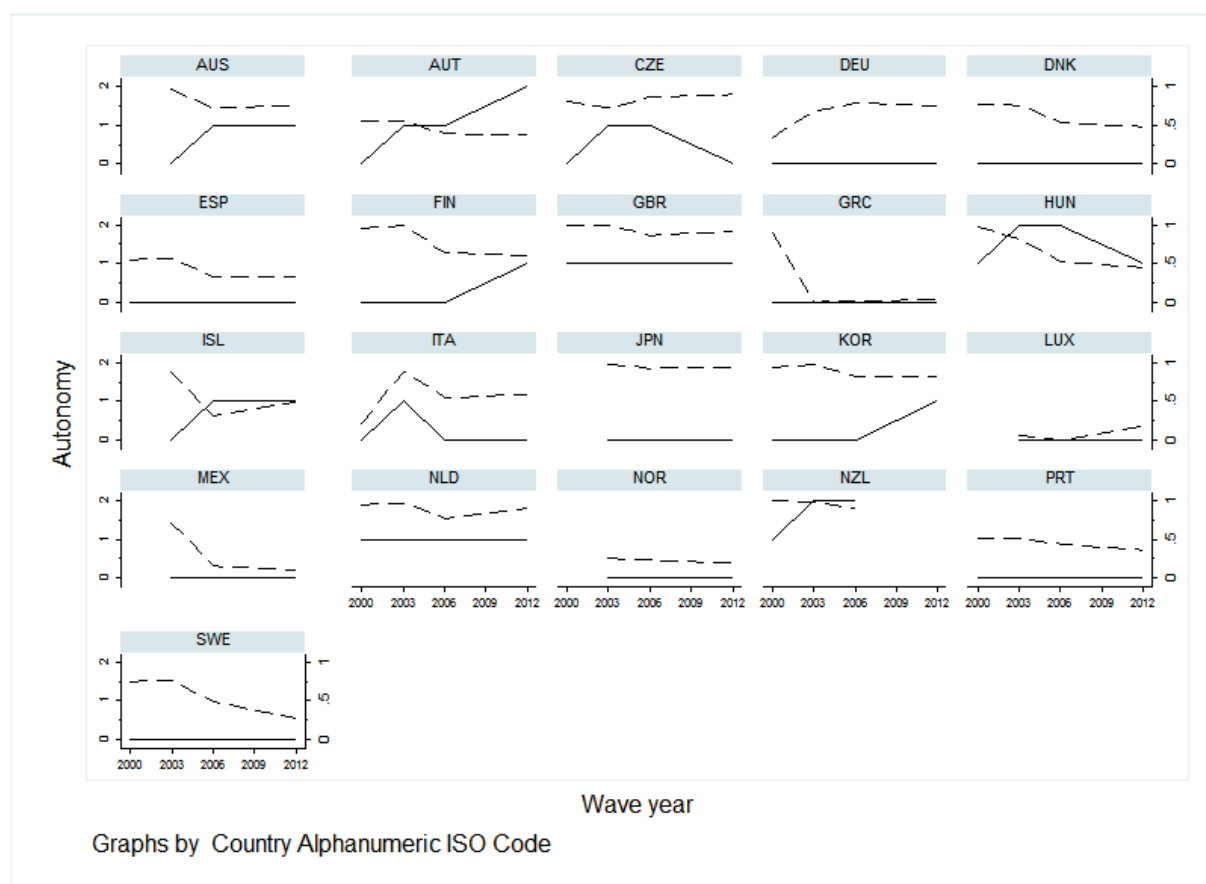 AUS AUT CZE DEU DNK
2 1
1 .5
0 0
ESP FIN GBR GRC HUN
2 1
1 .5
0 0
ISL ITA JPN KOR LUX
2 1
1 .5
0 0
Autonomy
MEX NLD NOR NZL PRT
2 1
1 .5
0 0
2000 2003 2006 2009 2012 2000 2003 2006 2009 2012 2000 2003 2006 2009 2012 2000 2003 2006 2009 2012
SWE
2 1
1 .5
0 0
2000 2003 2006 2009 2012
Wave year
Graphs by Country Alphanumeric ISO Code